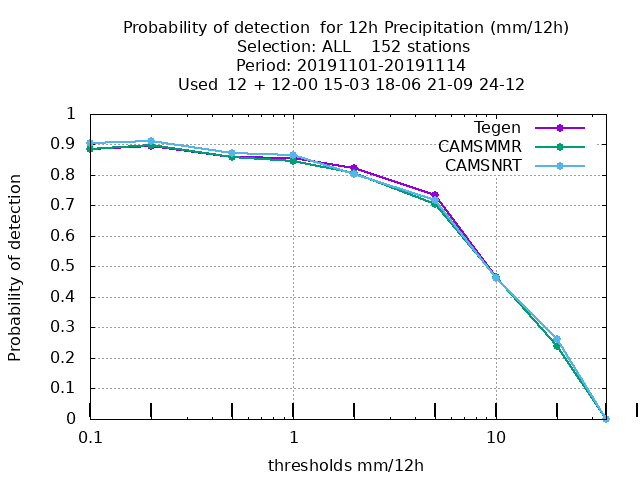 Probability of detection  for 12h Precipitation (mm/12h)
Selection: ALL    152 stations
Period: 20191101-20191114
Used  12 + 12-00 15-03 18-06 21-09 24-12
Tegen
CAMSMMR
CAMSNRT
Probability of detection
1
0.9
0.8
0.7
0.6
0.5
0.4
0.3
0.2
0.1
0
0.1
1
10
thresholds mm/12h